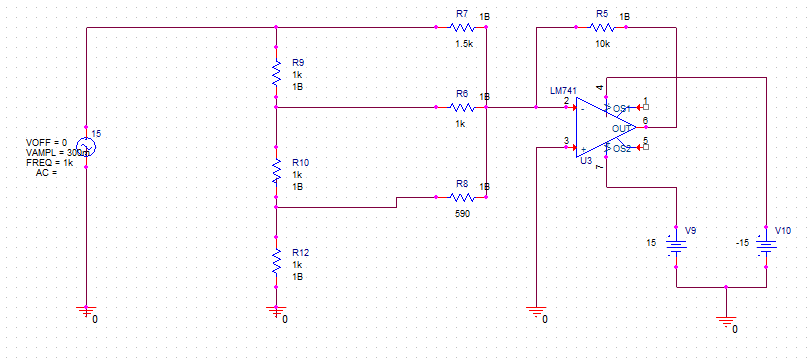 R7
1B
1.5k
R5
1B
10k
R9
1k
1B
R6
1B
1k
LM741
4
1
OS1
2
-
6
OUT
3
+
5
OS2
U3
7
15
VOFF = 0
VAMPL = 300m
FREQ = 1k
AC =
R10
1k
1B
R8
1B
590
R12
1k
1B
V9
15
V10
-15
0
0
0
0